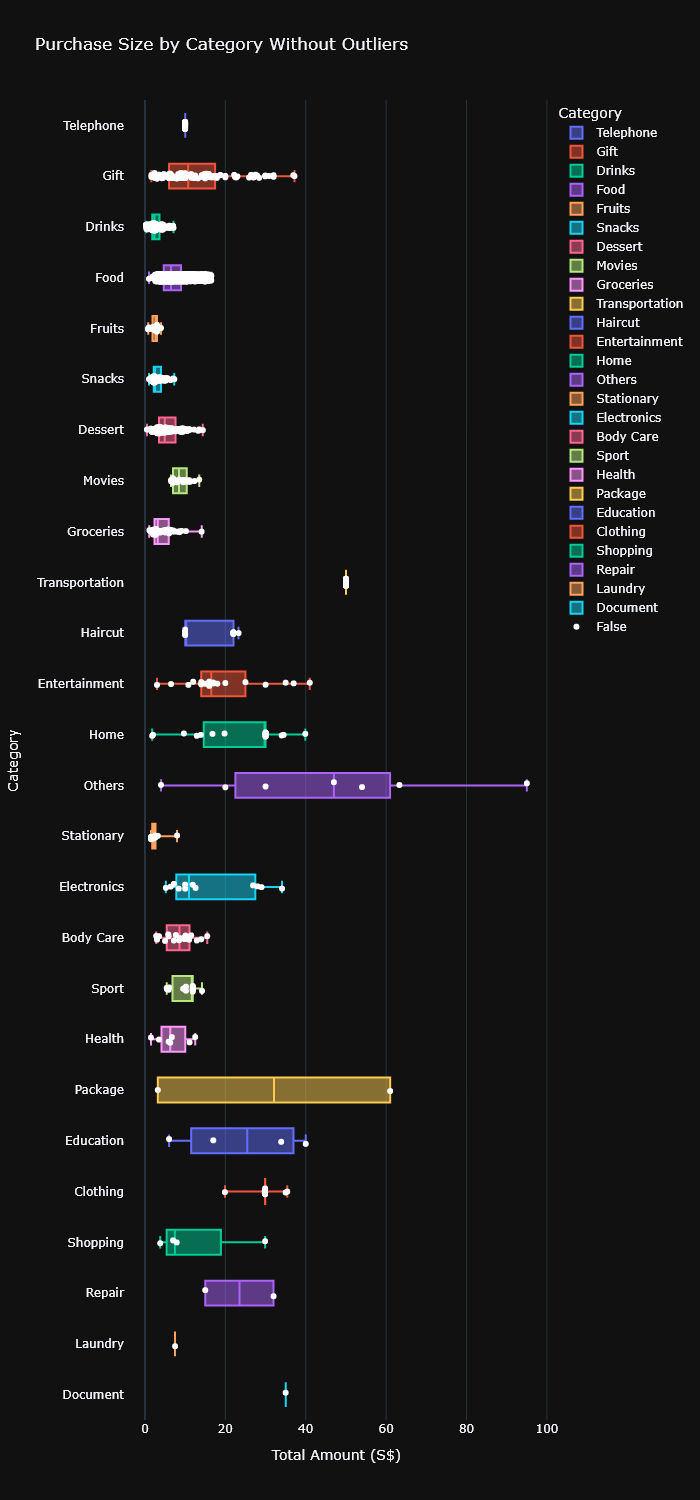 Purchase Size by Category Without Outliers
Telephone
Gift
Drinks
Food
Fruits
Snacks
Dessert
Movies
Groceries
Transportation
Haircut
Entertainment
Home
Others
Stationary
Electronics
Body Care
Sport
Health
Package
Education
Clothing
Shopping
Repair
Laundry
Document
Category
0 20 40 60 80 100
Total Amount (S$)
Category
Telephone
Gift
Drinks
Food
Fruits
Snacks
Dessert
Movies
Groceries
Transportation
Haircut
Entertainment
Home
Others
Stationary
Electronics
Body Care
Sport
Health
Package
Education
Clothing
Shopping
Repair
Laundry
Document
False